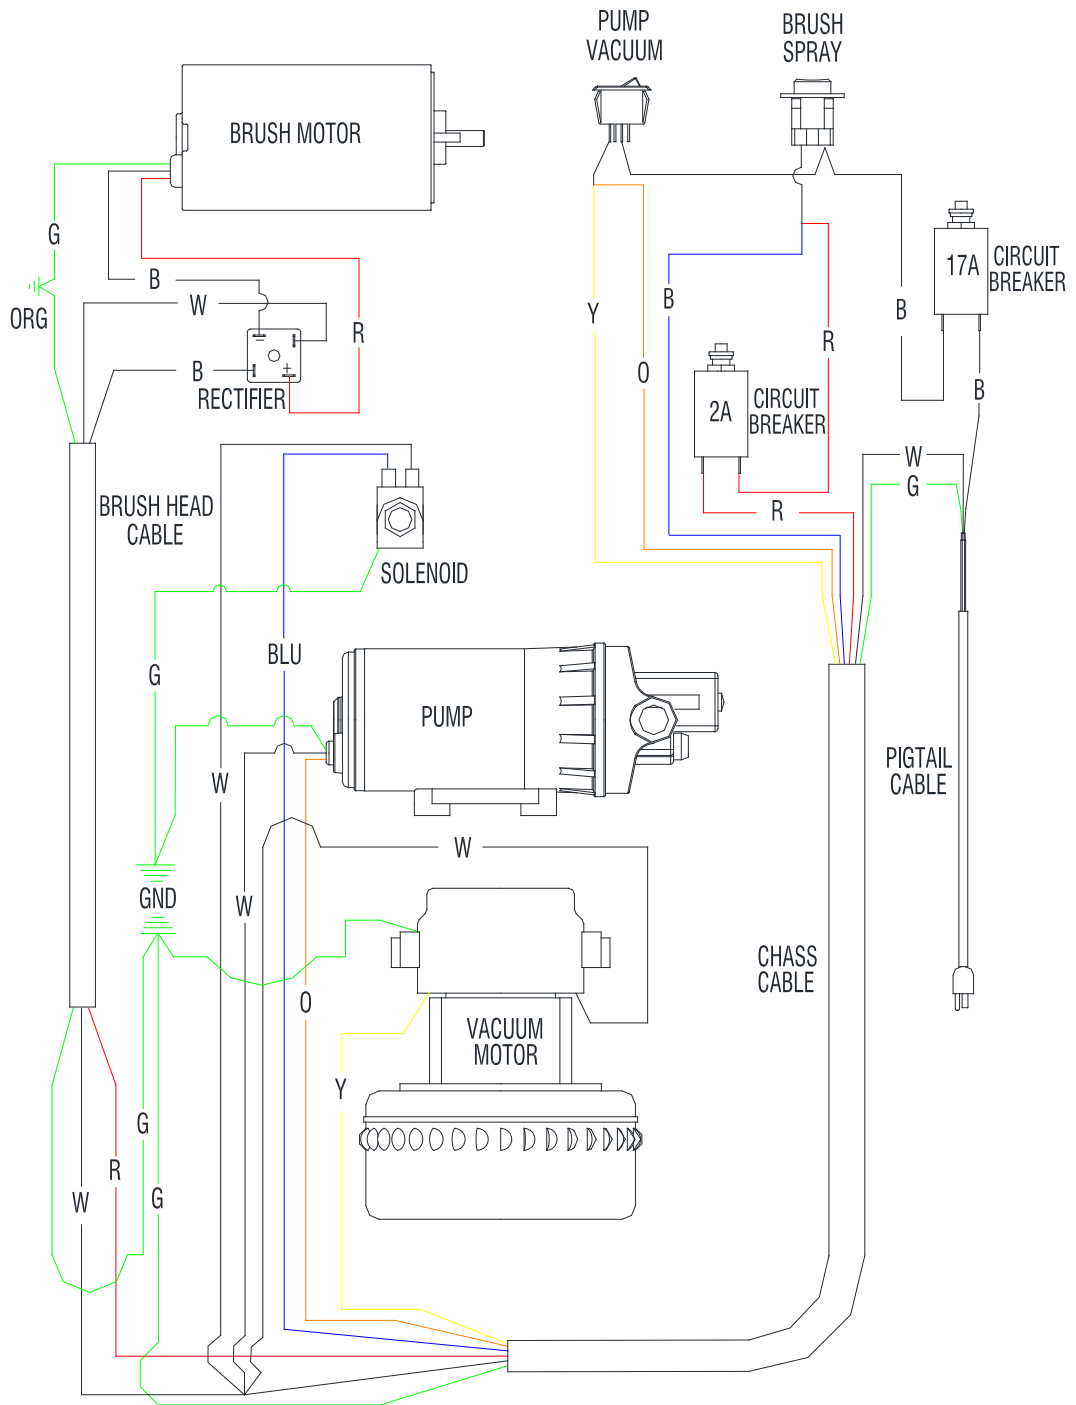 PUMP
VACUUM
BRUSH
SPRAY
BRUSH MOTOR
G
17A
CIRCUIT
BREAKER
B
W
ORG
Y
B
B
R
R
O
B
RECTIFIER
B
2A
CIRCUIT
BREAKER
W
G
BRUSH HEAD
CABLE
R
SOLENOID
BLU
G
PUMP
W
PIGTAIL
CABLE
W
GND
W
CHASS
CABLE
O
VACUUM
MOTOR
Y
G
R
W
G